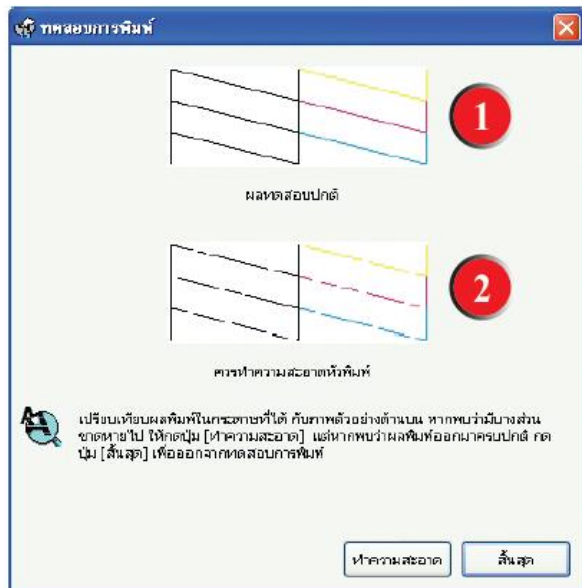 ทดสอบการพิมพ์
1
ผลทดสอบปกติ
2
ควรทำความสะอาดหัวพิมพ์
เปรียบเทียบผลพิมพ์ในกระดาษที่ได้ กับภาพตัวอย่างด้านบน หากพบว่ามีบางส่วน
ขาดหายไป ให้กดปุ่ม [ทำความสะอาด] แต่หากพบว่าผลพิมพ์ออกมาครบปกติ กด
ปุ่ม [สิ้นสุด] เพื่อออกจากทดสอบการพิมพ์
ทำความสะอาด
สิ้นสุด